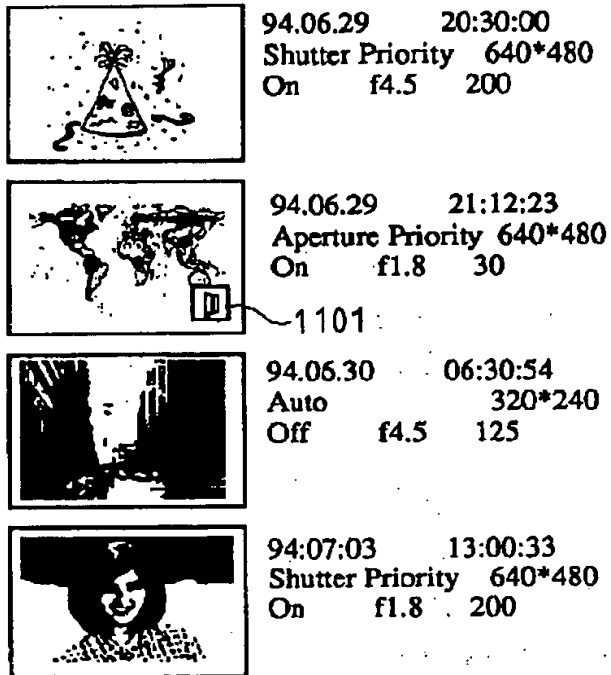 94.06.29 20:30:00
Shutter Priority 640*480
On f4.5 200
94.06.29 21:12:23
Aperture Priority 640*480
On f1.8 30
1101
94.06.30 06:30:54
Auto 320*240
Off f4.5 125
94:07:03 13:00:33
Shutter Priority 640*480
On f1.8 200